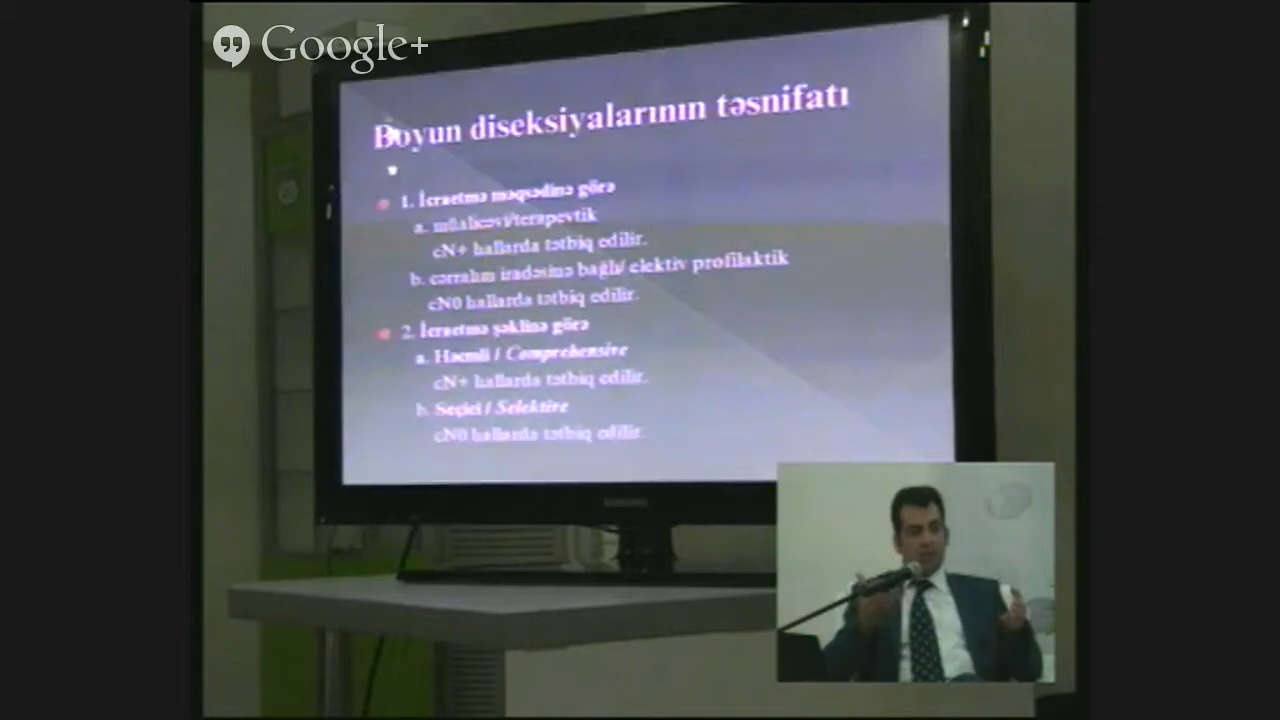 Google+
Boyun diseksiyalarının təsnifatı
1. İcraetmə məqsədinə görə
a. müalicəvi/terapevtik
cN+ hallarda tətbiq edilir.
b. cərrahın iradəsinə bağlı/ elektiv profilaktik
cN0 hallarda tətbiq edilir.
2. İcraetmə şəklinə görə
a. Həcmli / Comprehensive
cN+ hallarda tətbiq edilir.
b. Seçici / Selektive
cN0 hallarda tətbiq edilir.
SAMSUNG